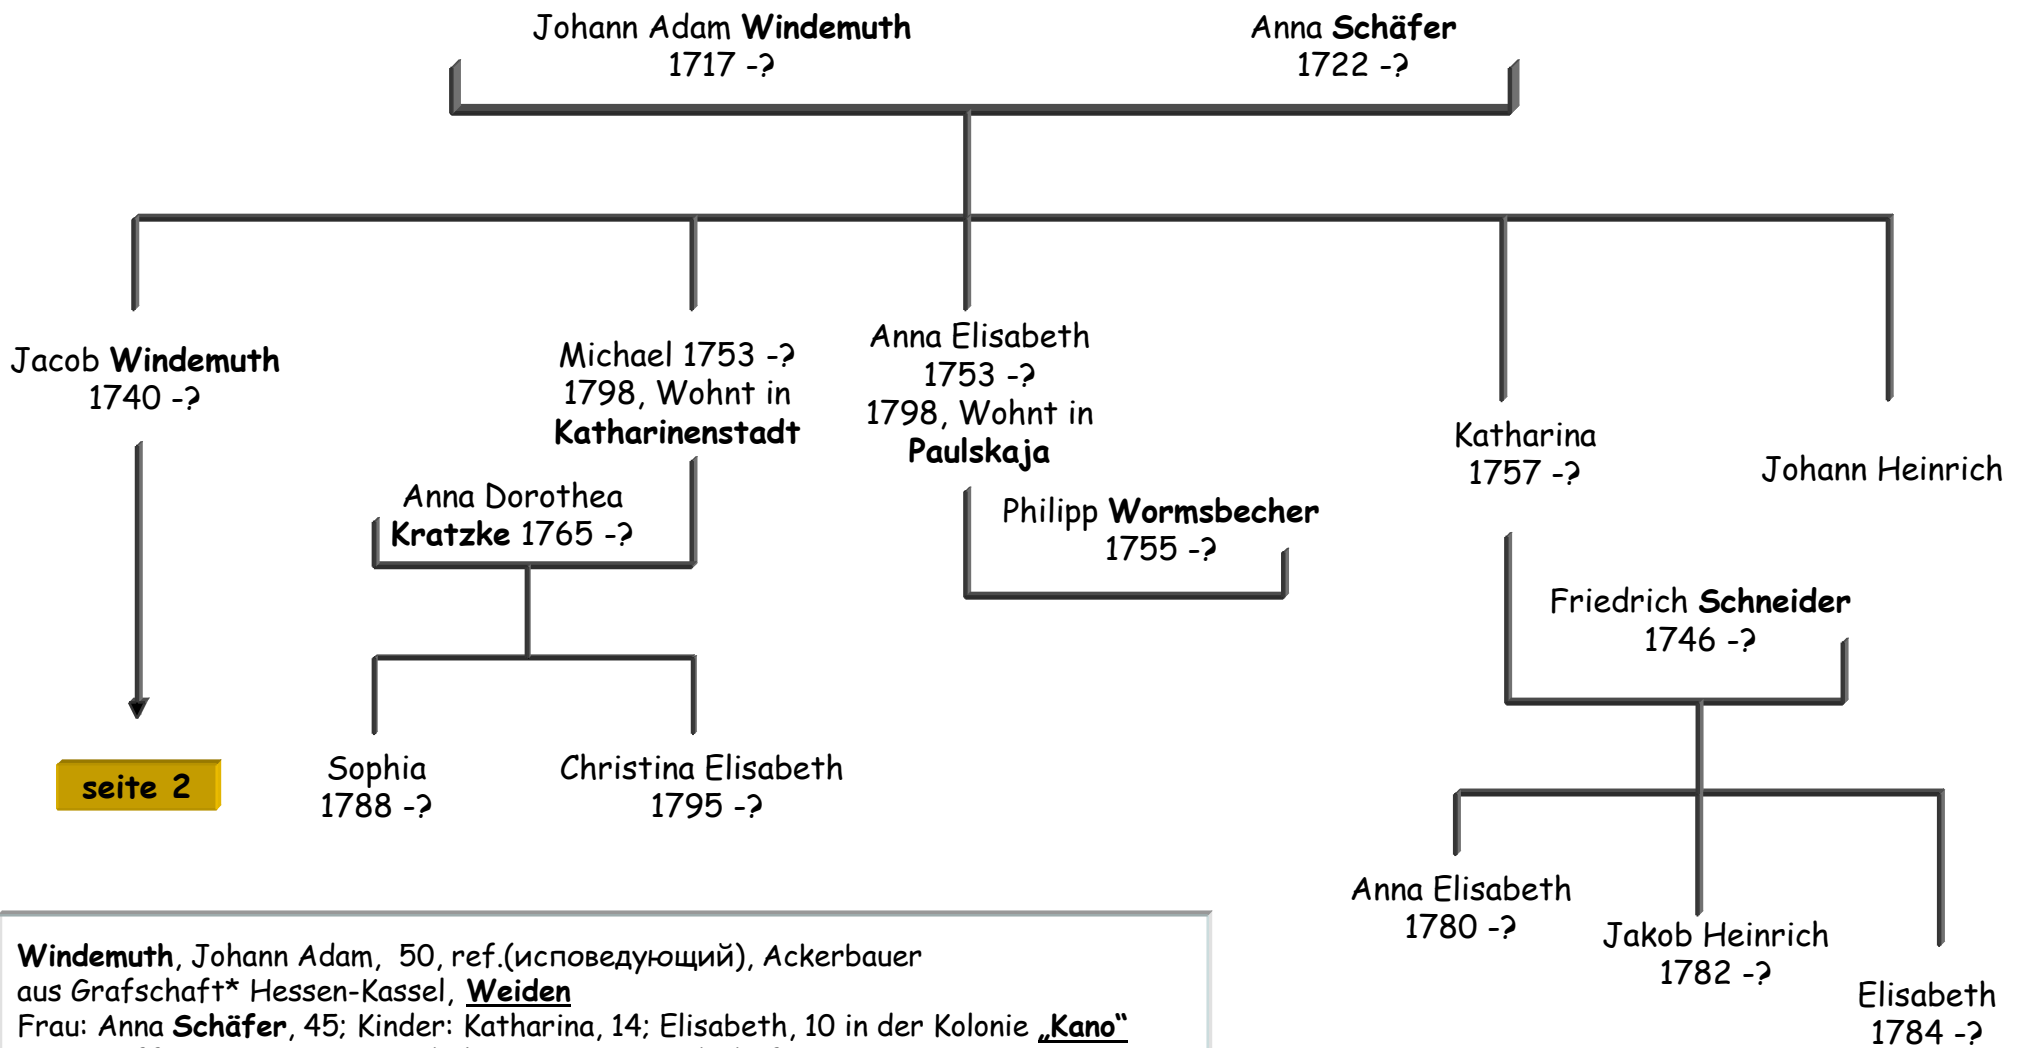 Johann Adam Windemuth
1717 -?
Anna Schäfer
1722 -?
Jacob Windemuth
1740 -?
Michael 1753 -?
1798, Wohnt in
Katharinenstadt
Anna Elisabeth
1753 -?
1798, Wohnt in
Paulskaja
Katharina
1757 -?
Johann Heinrich
Anna Dorothea
Kratzke 1765 -?
Philipp Wormsbecher
1755 -?
Friedrich Schneider
1746 -?
seite 2
Sophia
1788 -?
Christina Elisabeth
1795 -?
Anna Elisabeth
1780 -?
Jakob Heinrich
1782 -?
Elisabeth
1784 -?
Windemuth, Johann Adam, 50, ref.(исповедующий), Ackerbauer
aus Grafschaft* Hessen-Kassel, Weiden
Frau: Anna Schäfer, 45; Kinder: Katharina, 14; Elisabeth, 10 in der Kolonie „Kano“